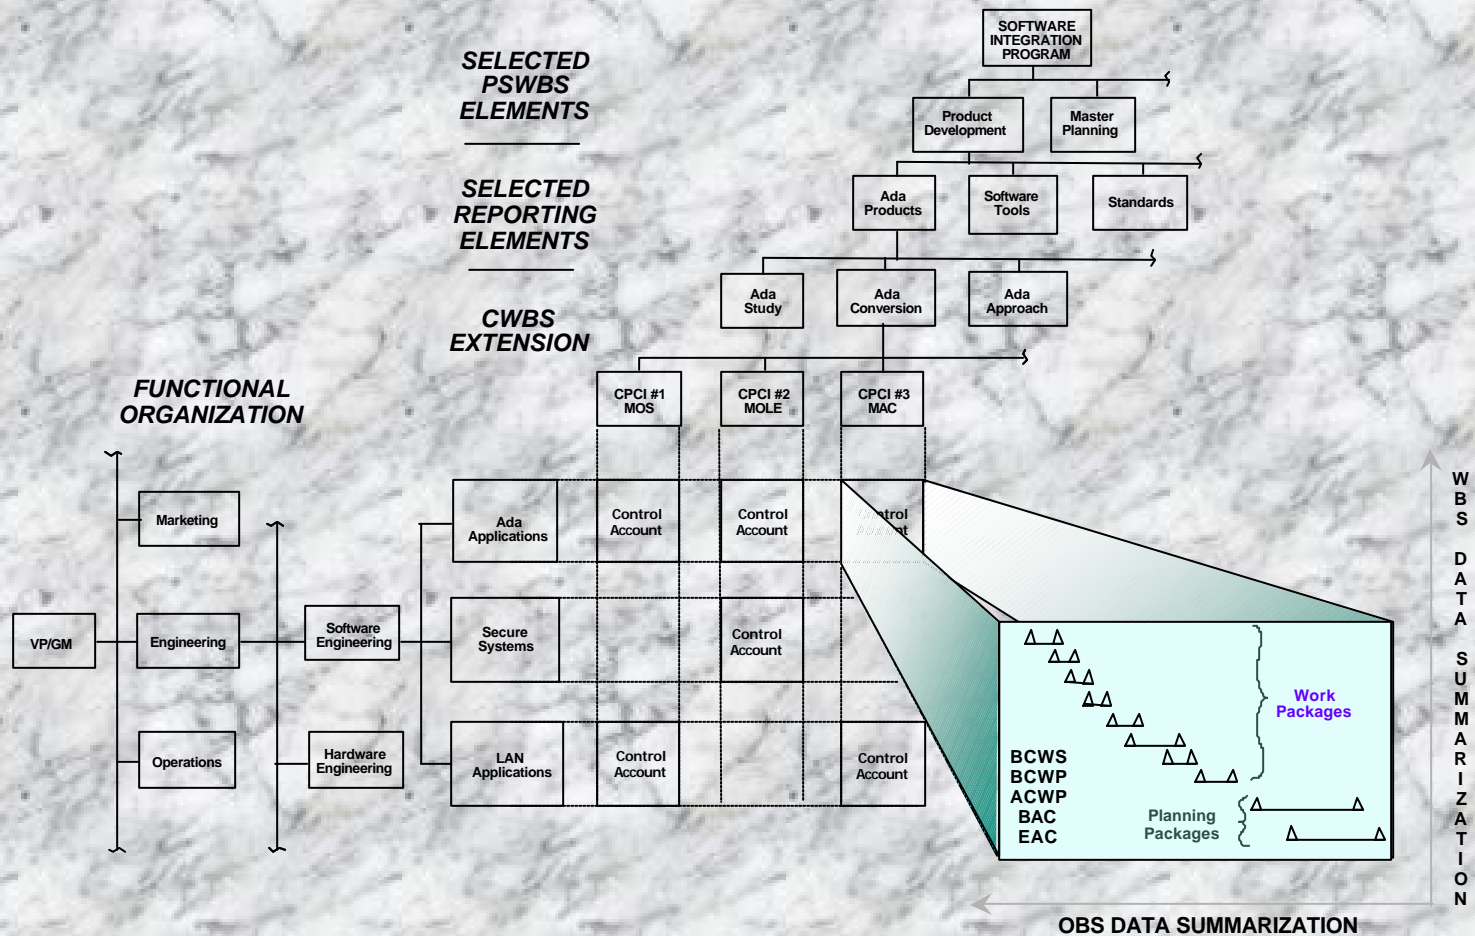 SOFTWARE
INTEGRATION
PROGRAM
SELECTED
PSWBS
ELEMENTS
Product
Development
Master
Planning
SELECTED
REPORTING
ELEMENTS
Ada
Products
Software
Tools
Standards
Ada
Study
Ada
Conversion
Ada
Approach
CWBS
EXTENSION
FUNCTIONAL
ORGANIZATION
CPCI #1
MOS
CPCI #2
MOLE
CPCI #3
MAC
Marketing
Ada
Applications
Control
Account
Control
Account
VP/GM
Engineering
Software
Engineering
Secure
Systems
Control
Account
Operations
Hardware
Engineering
LAN
Applications
Control
Account
Control
Account
Work
Packages
BCWS
BCWP
ACWP
BAC
EAC
Planning
Packages
WBS DATA SUMMARIZATION
OBS DATA SUMMARIZATION